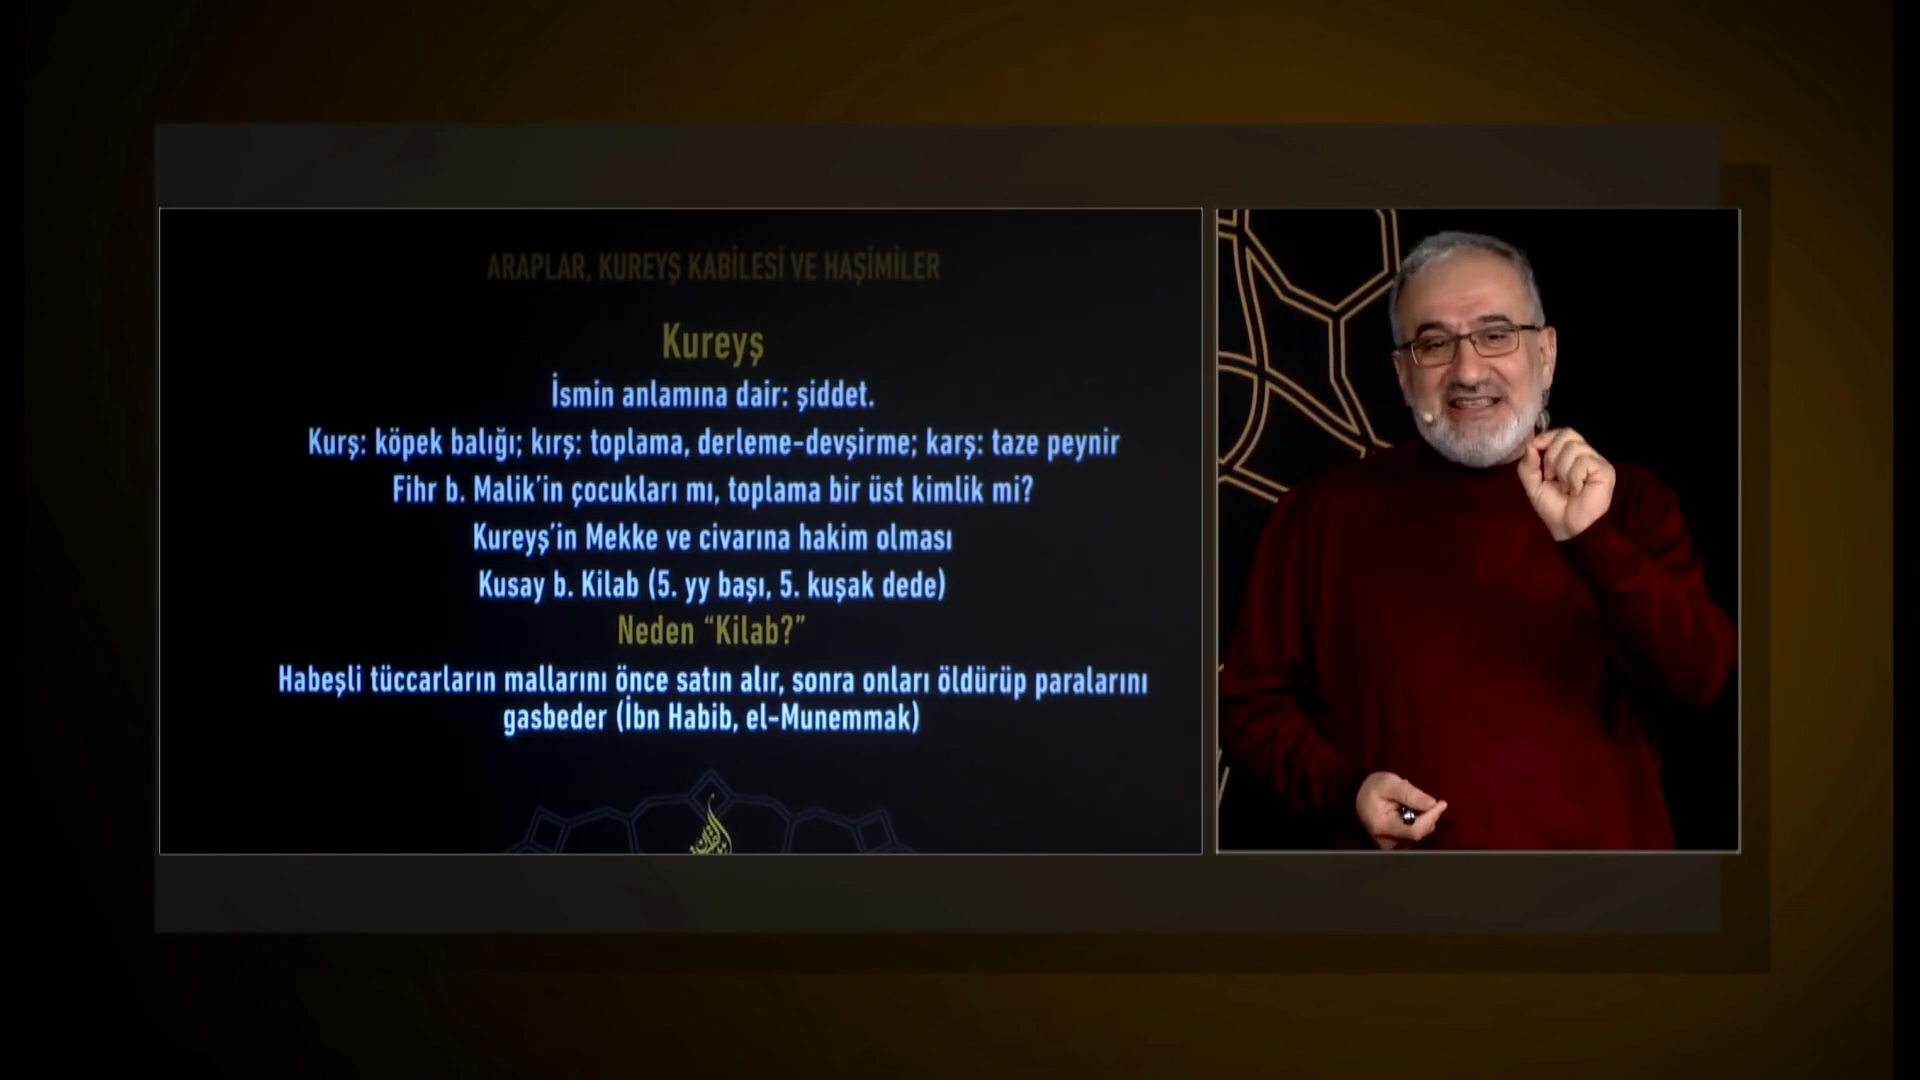 ARAPLAR, KUREYŞ KABİLESİ VE HAŞİMİLER
Kureyş
İsmin anlamına dair: şiddet.
Kurş: köpek balığı; kırş: toplama, derleme-devşirme; karş: taze peynir
Fihr b. Malik’in çocukları mı, toplama bir üst kimlik mi?
Kureyş’in Mekke ve civarına hakim olması
Kusay b. Kilab (5. yy başı, 5. kuşak dede)
Neden “Kilab?”
Habeşli tüccarların mallarını önce satın alır, sonra onları öldürüp paralarını
gasbeder (İbn Habib, el-Munemmak)